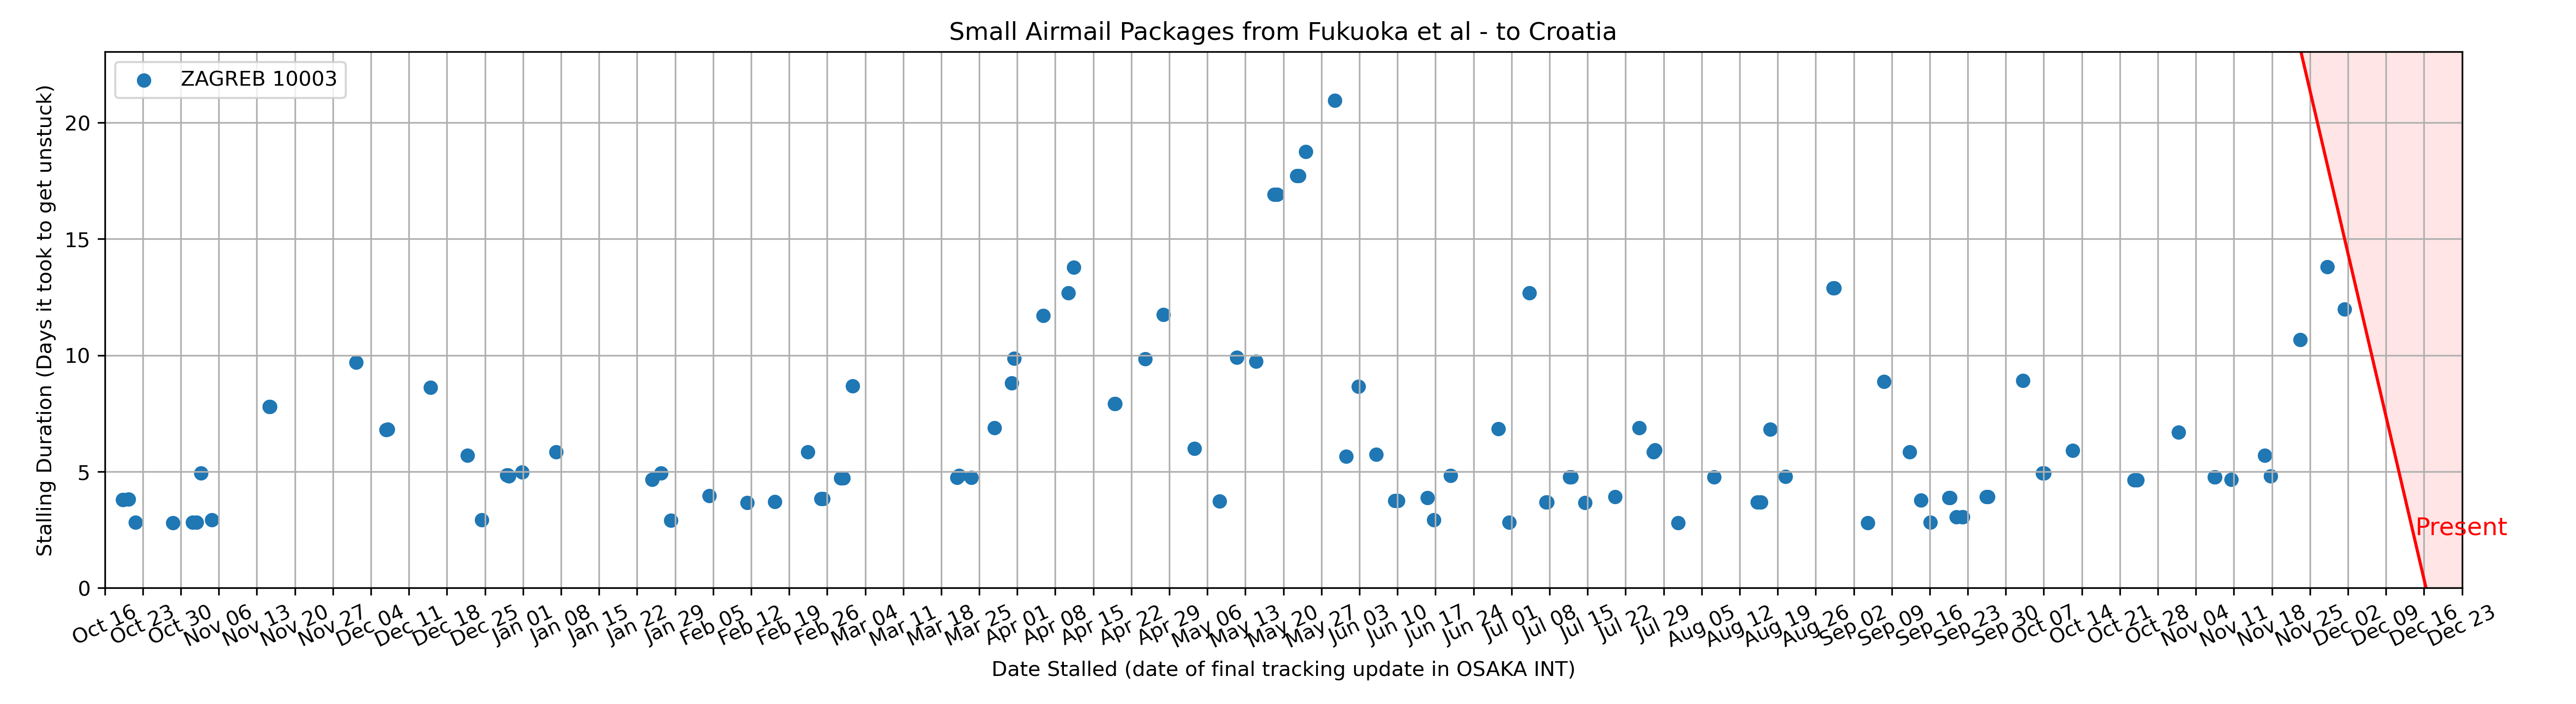 Small Airmail Packages from Fukuoka et al - to Croatia
ZAGREB 10003
Stalling Duration (Days it took to get unstuck)
20
15
10
5
0
Present
Oct 16
Oct 23
Oct 30
Nov 06
Nov 13
Nov 20
Nov 27
Dec 04
Dec 11
Dec 18
Dec 25
Jan 01
Jan 08
Jan 15
Jan 22
Jan 29
Feb 05
Feb 12
Feb 19
Feb 26
Mar 04
Mar 11
Mar 18
Mar 25
Apr 01
Apr 08
Apr 15
Apr 22
Apr 29
May 06
May 13
May 20
May 27
Jun 03
Jun 10
Jun 17
Jun 24
Jul 01
Jul 08
Jul 15
Jul 22
Jul 29
Aug 05
Aug 12
Aug 19
Aug 26
Sep 02
Sep 09
Sep 16
Sep 23
Sep 30
Oct 07
Oct 14
Oct 21
Oct 28
Nov 04
Nov 11
Nov 18
Nov 25
Dec 02
Dec 09
Dec 16
Dec 23
Date Stalled (date of final tracking update in OSAKA INT)